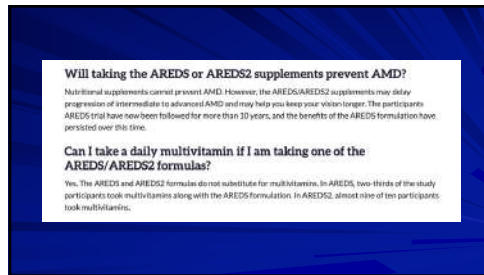 Will taking the AREDS or AREDS2 supplements prevent AMD?
Nutritional supplements cannot prevent AMD. However, the AREDS/AREDS2 supplements may delay
progression of intermediate to advanced AMD and may help you keep your vision longer. The participants
AREDS trial have now been followed for more than 10 years, and the benefits of the AREDS formulation have
persisted over this time.
Can I take a daily multivitamin if I am taking one of the
AREDS/AREDS2 formulas?
Yes. The AREDS and AREDS2 formulas do not substitute for multivitamins. In AREDS, two-thirds of the study
participants took multivitamins along with the AREDS formulation. In AREDS2, almost nine of ten participants
took multivitamins.